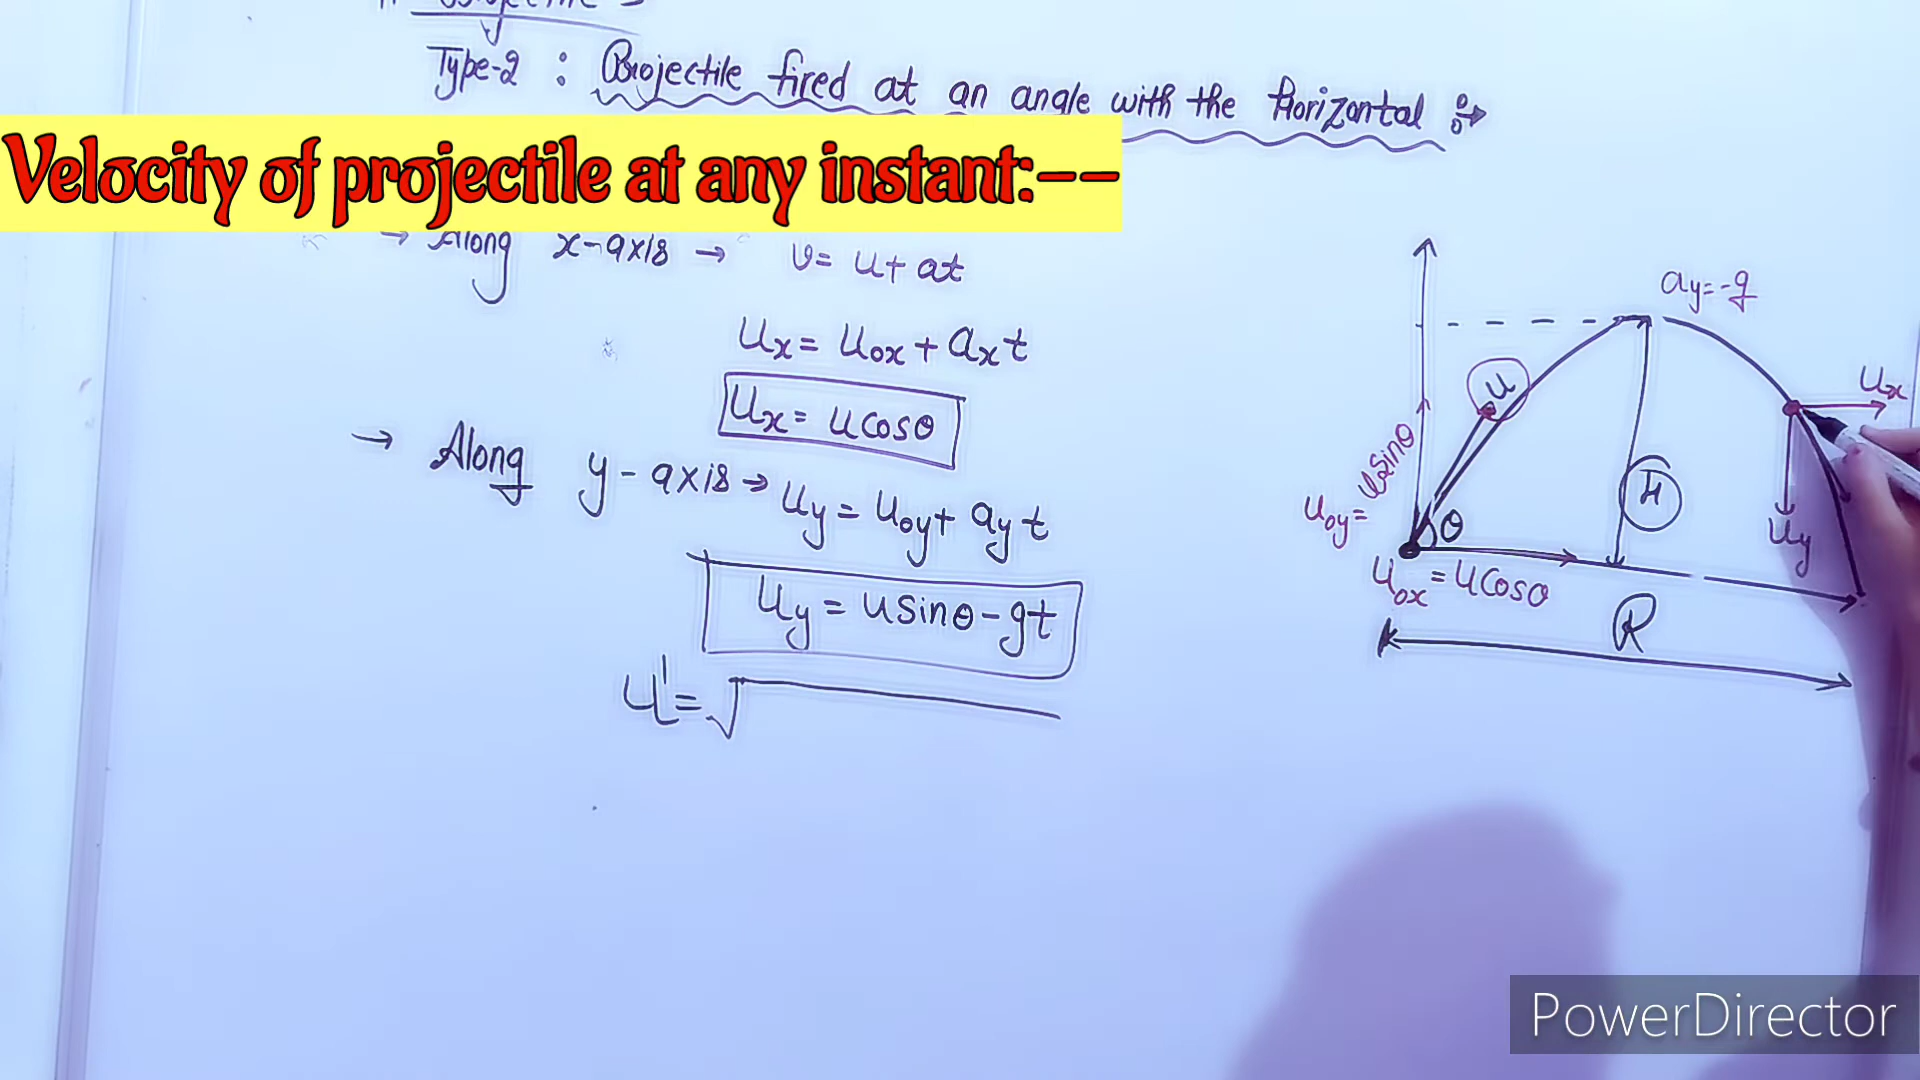 Type-2 : Projectile fired at an angle with the Horizontal :→
Velocity of projectile at any instant:--
→ Along x-axis → v = u + at
ux = uox + axt
ux = ucosθ
→ Along y-axis → uy = uoy + ayt
uy = usinθ - gt
u' = √
ay = -g
u
ux
uoy = usinθ
θ
H
uy
uox = ucosθ
R
PowerDirector